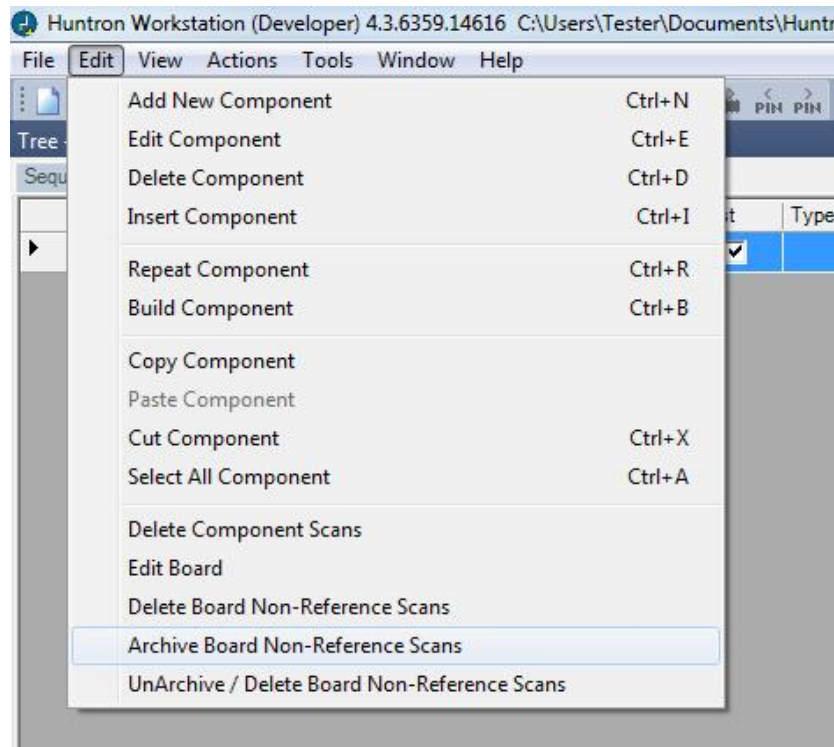 Huntron Workstation (Developer) 4.3.6359.14616 C:\Users\Tester\Documents\Huntr
File Edit View Actions Tools Window Help
Add New Component Ctrl+N
PIN PIN
Tree
Edit Component Ctrl+E
Sequ
Delete Component Ctrl+D
Insert Component Ctrl+I
st Type
Repeat Component Ctrl+R
Build Component Ctrl+B
Copy Component
Paste Component
Cut Component Ctrl+X
Select All Component Ctrl+A
Delete Component Scans
Edit Board
Delete Board Non-Reference Scans
Archive Board Non-Reference Scans
UnArchive / Delete Board Non-Reference Scans